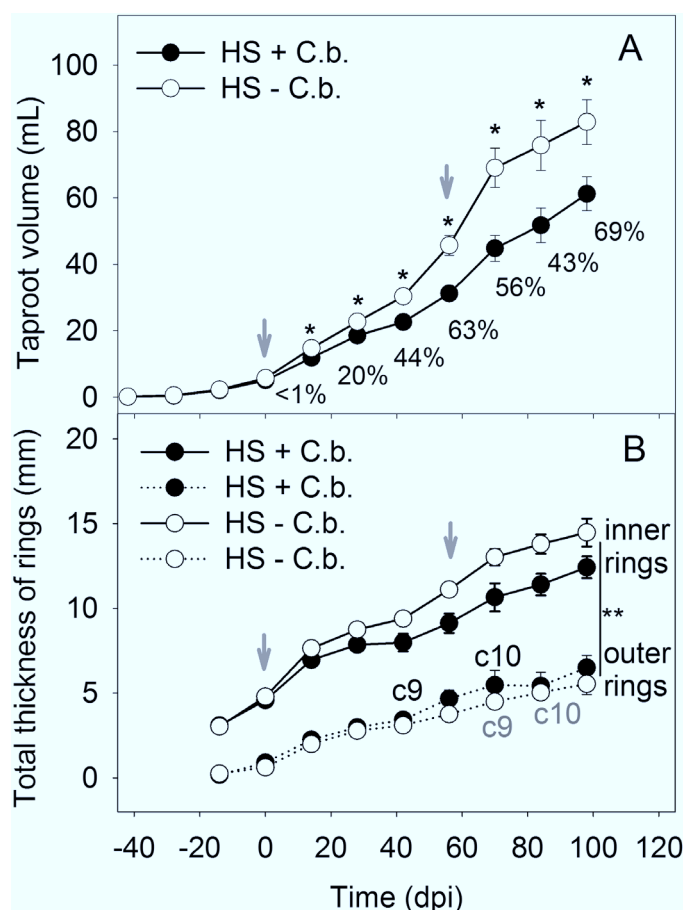 A
HS + C.b.
HS - C.b.
Taproot volume (mL)
100
80
60
40
20
0
* * * * * * *
<1%
20%
44%
63%
56%
43%
69%
B
HS + C.b.
HS + C.b.
HS - C.b.
HS - C.b.
Total thickness of rings (mm)
20
15
10
5
0
inner
rings
**
outer
rings
c9
c10
c9
c10
-40 -20 0 20 40 60 80 100 120
Time (dpi)